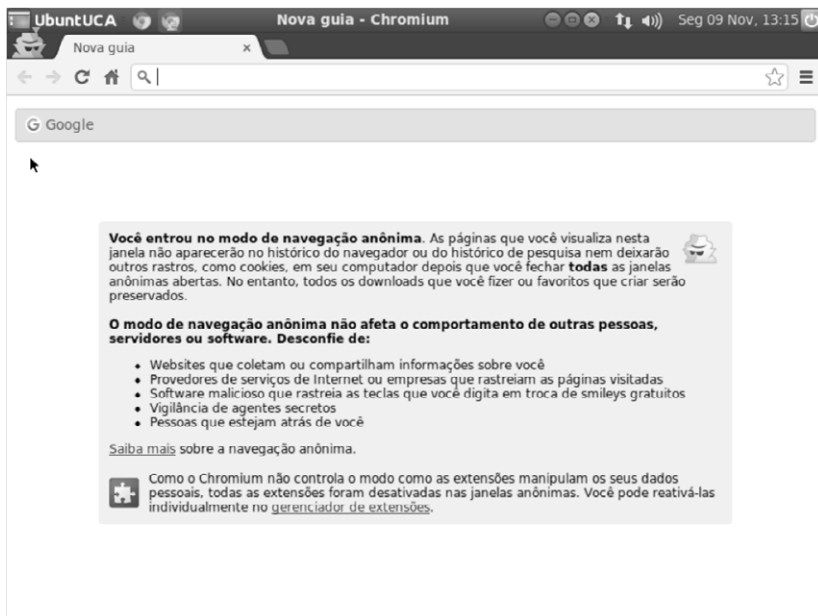 UbuntUCA Nova guia - Chromium Seg 09 Nov, 13:15
Nova guia
Google
Você entrou no modo de navegação anônima. As páginas que você visualiza nesta
janela não aparecerão no histórico do navegador ou do histórico de pesquisa nem deixarão
outros rastros, como cookies, em seu computador depois que você fechar todas as janelas
anônimas abertas. No entanto, todos os downloads que você fizer ou favoritos que criar serão
preservados.
O modo de navegação anônima não afeta o comportamento de outras pessoas,
servidores ou software. Desconfie de:
• Websites que coletam ou compartilham informações sobre você
• Provedores de serviços de Internet ou empresas que rastreiam as páginas visitadas
• Software malicioso que rastreia as teclas que você digita em troca de smileys gratuitos
• Vigilância de agentes secretos
• Pessoas que estejam atrás de você
Saiba mais sobre a navegação anônima.
Como o Chromium não controla o modo como as extensões manipulam os seus dados
pessoais, todas as extensões foram desativadas nas janelas anônimas. Você pode reativá-las
individualmente no gerenciador de extensões.